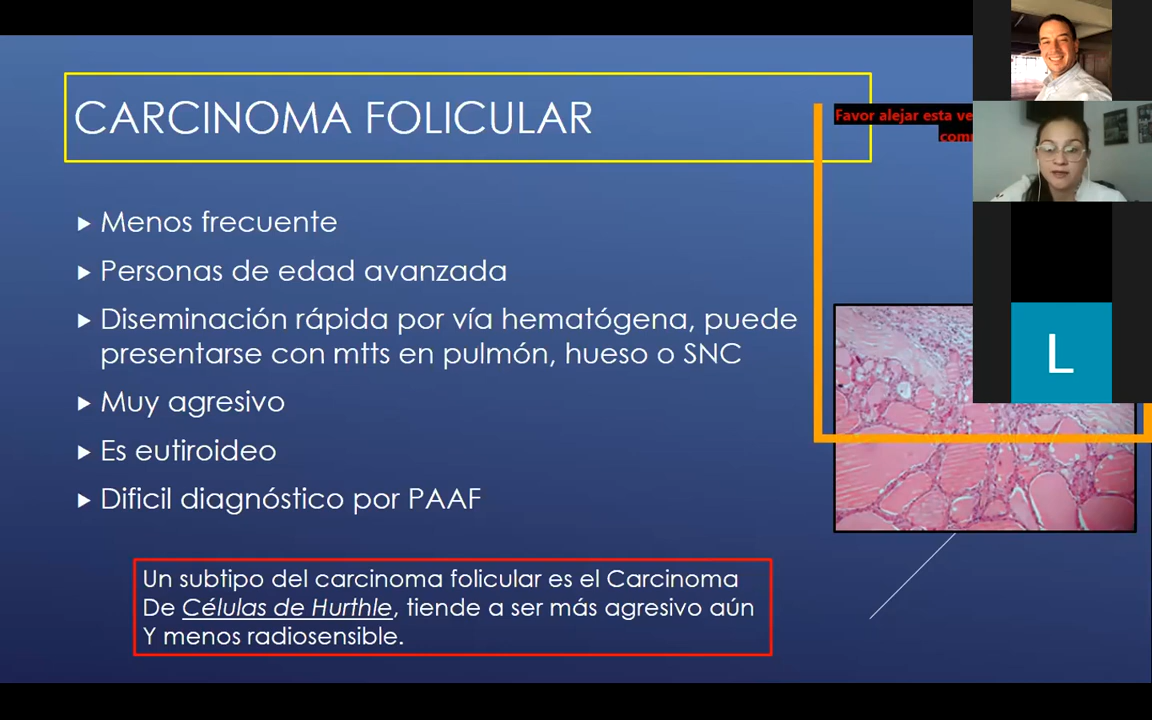 CARCINOMA FOLICULAR
Favor alejar esta
Menos frecuente
Personas de edad avanzada
Diseminación rápida por vía hematógena, puede
presentarse con mtts en pulmón, hueso o SNC
Muy agresivo
Es eutiroideo
Dificil diagnóstico por PAAF
Un subtipo del carcinoma folicular es el Carcinoma
De Células de Hurthle, tiende a ser más agresivo aún
Y menos radiosensible.
L